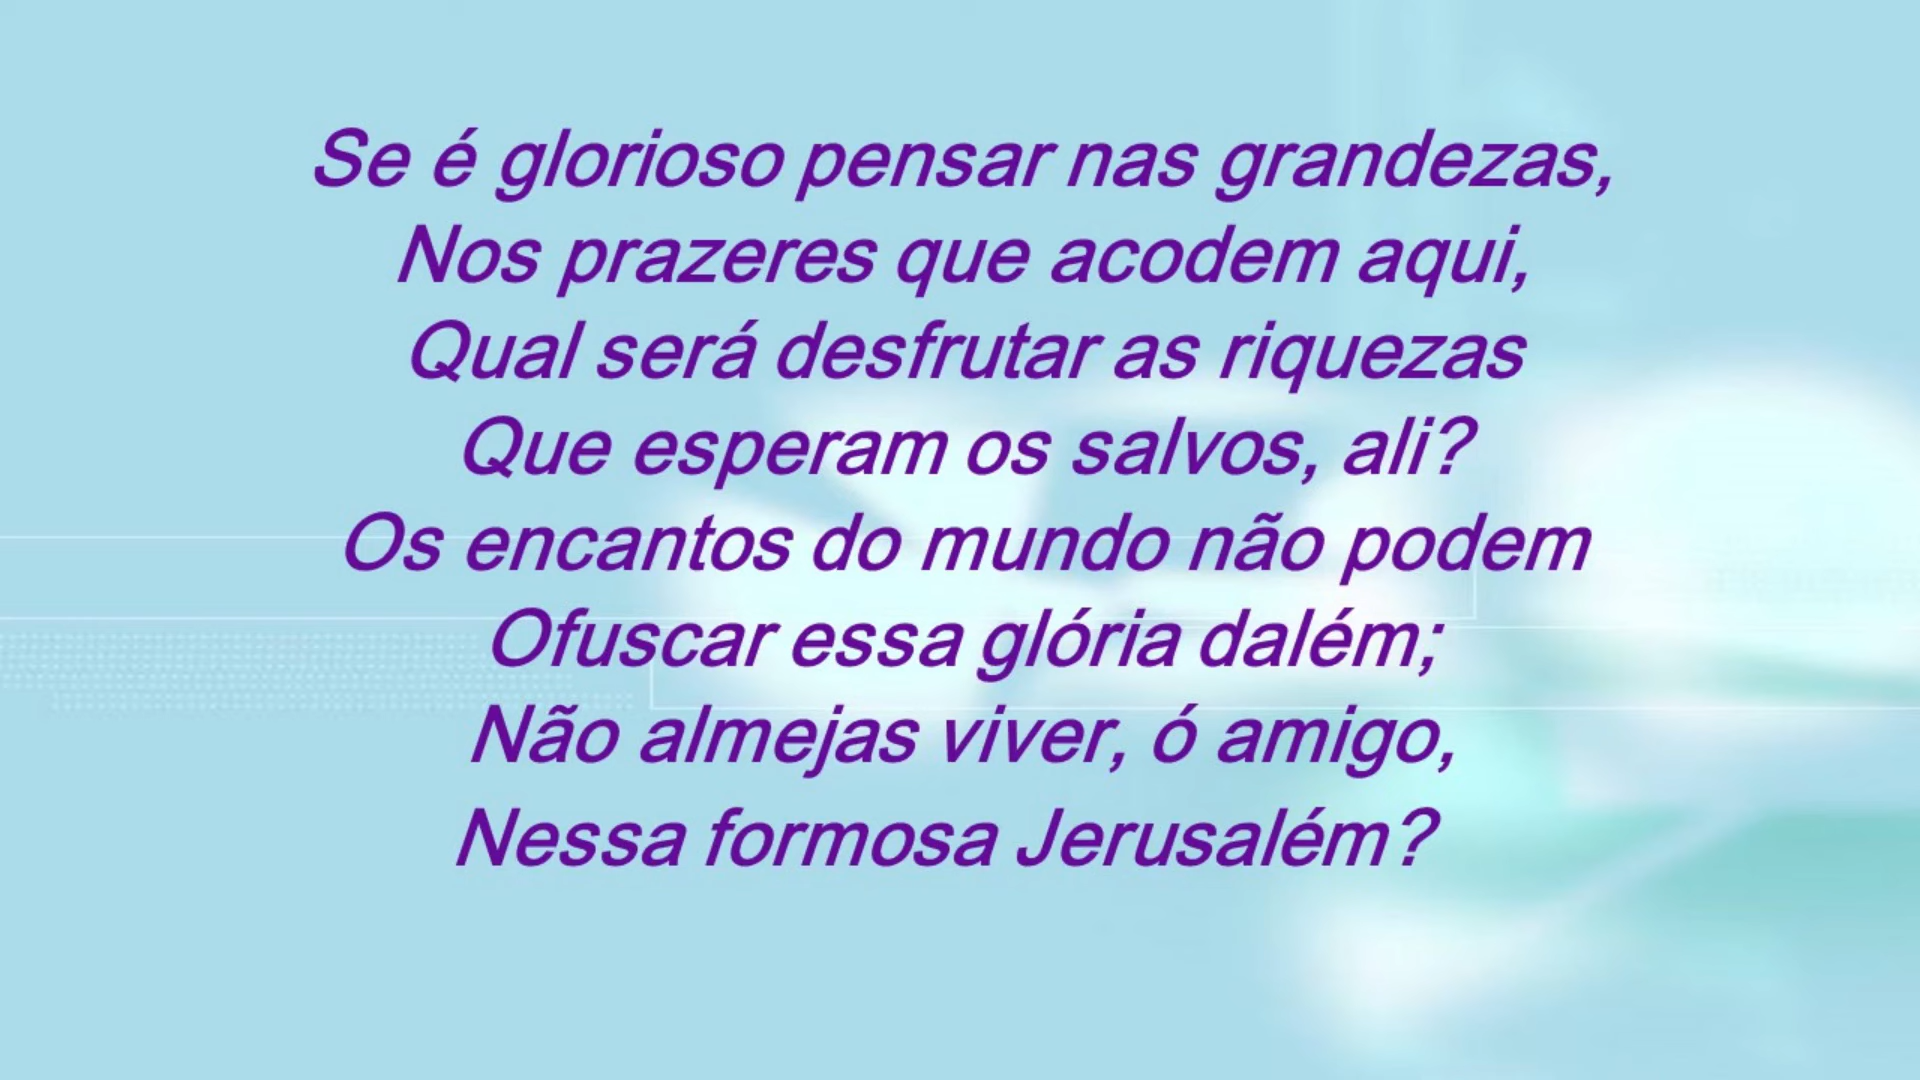 Se é glorioso pensar nas grandezas,
Nos prazeres que acodem aqui,
Qual será desfrutar as riquezas
Que esperam os salvos, ali?
Os encantos do mundo não podem
Ofuscar essa glória dalém;
Não almejas viver, ó amigo,
Nessa formosa Jerusalém?